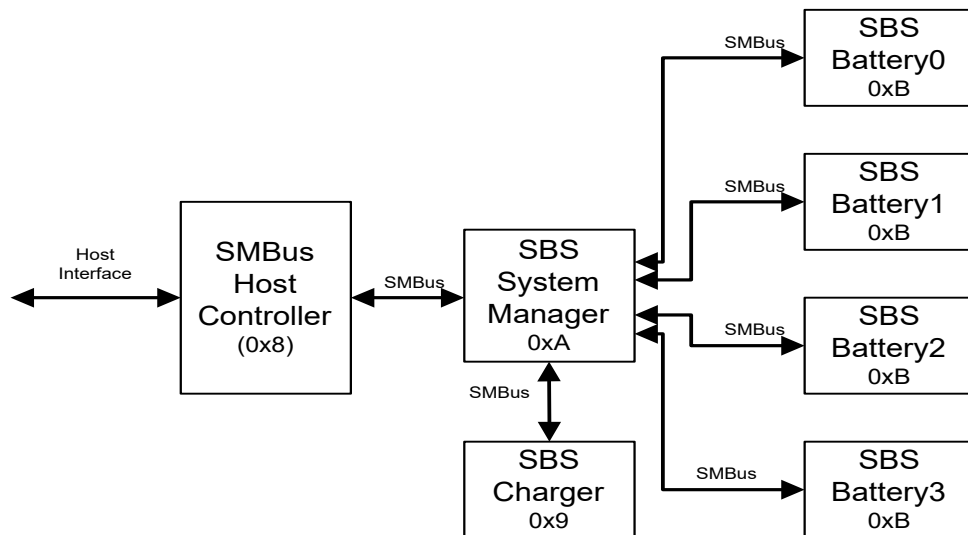 SMBus
SBS
Battery0
0xB
SMBus
SBS
Battery1
0xB
Host
Interface
SMBus
Host
Controller
(0x8)
SMBus
SBS
System
Manager
0xA
SMBus
SBS
Battery2
0xB
SMBus
SBS
Charger
0x9
SMBus
SBS
Battery3
0xB